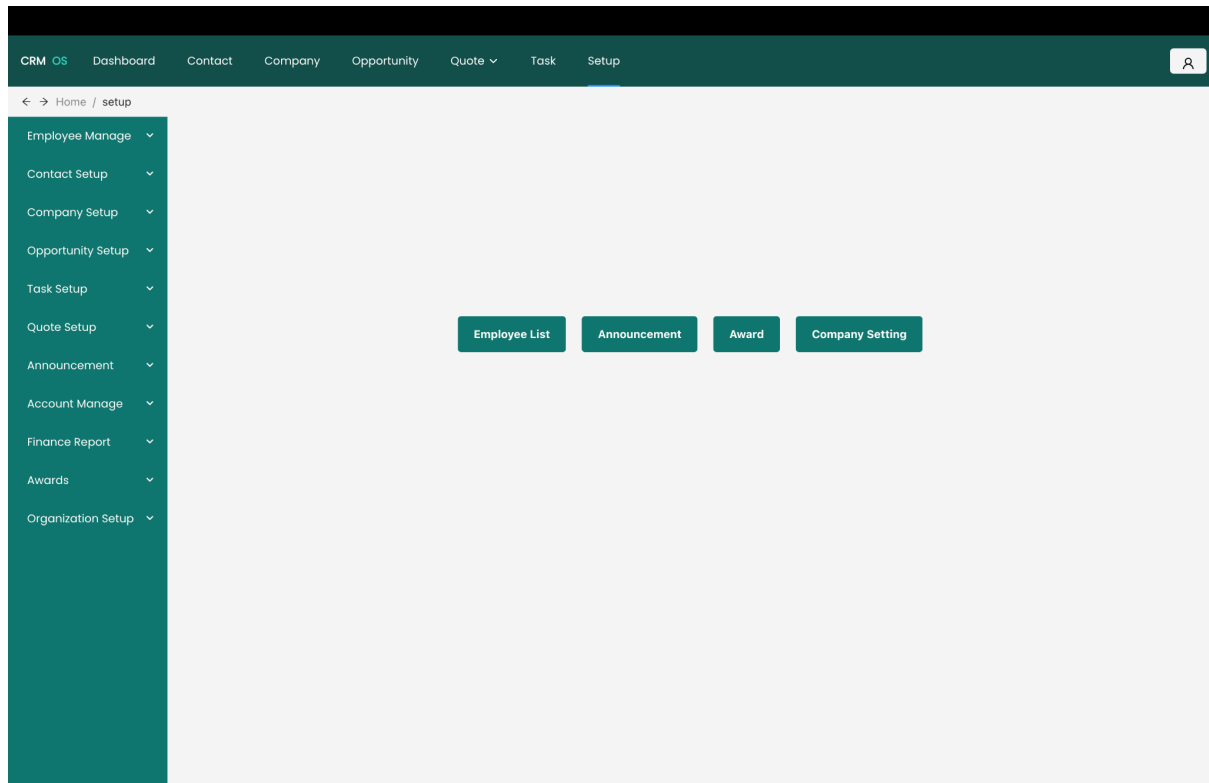 CRM OS Dashboard Contact Company Opportunity Quote Task Setup
Home / setup
Employee Manage
Contact Setup
Company Setup
Opportunity Setup
Task Setup
Quote Setup
Announcement
Account Manage
Finance Report
Awards
Organization Setup
Employee List Announcement Award Company Setting